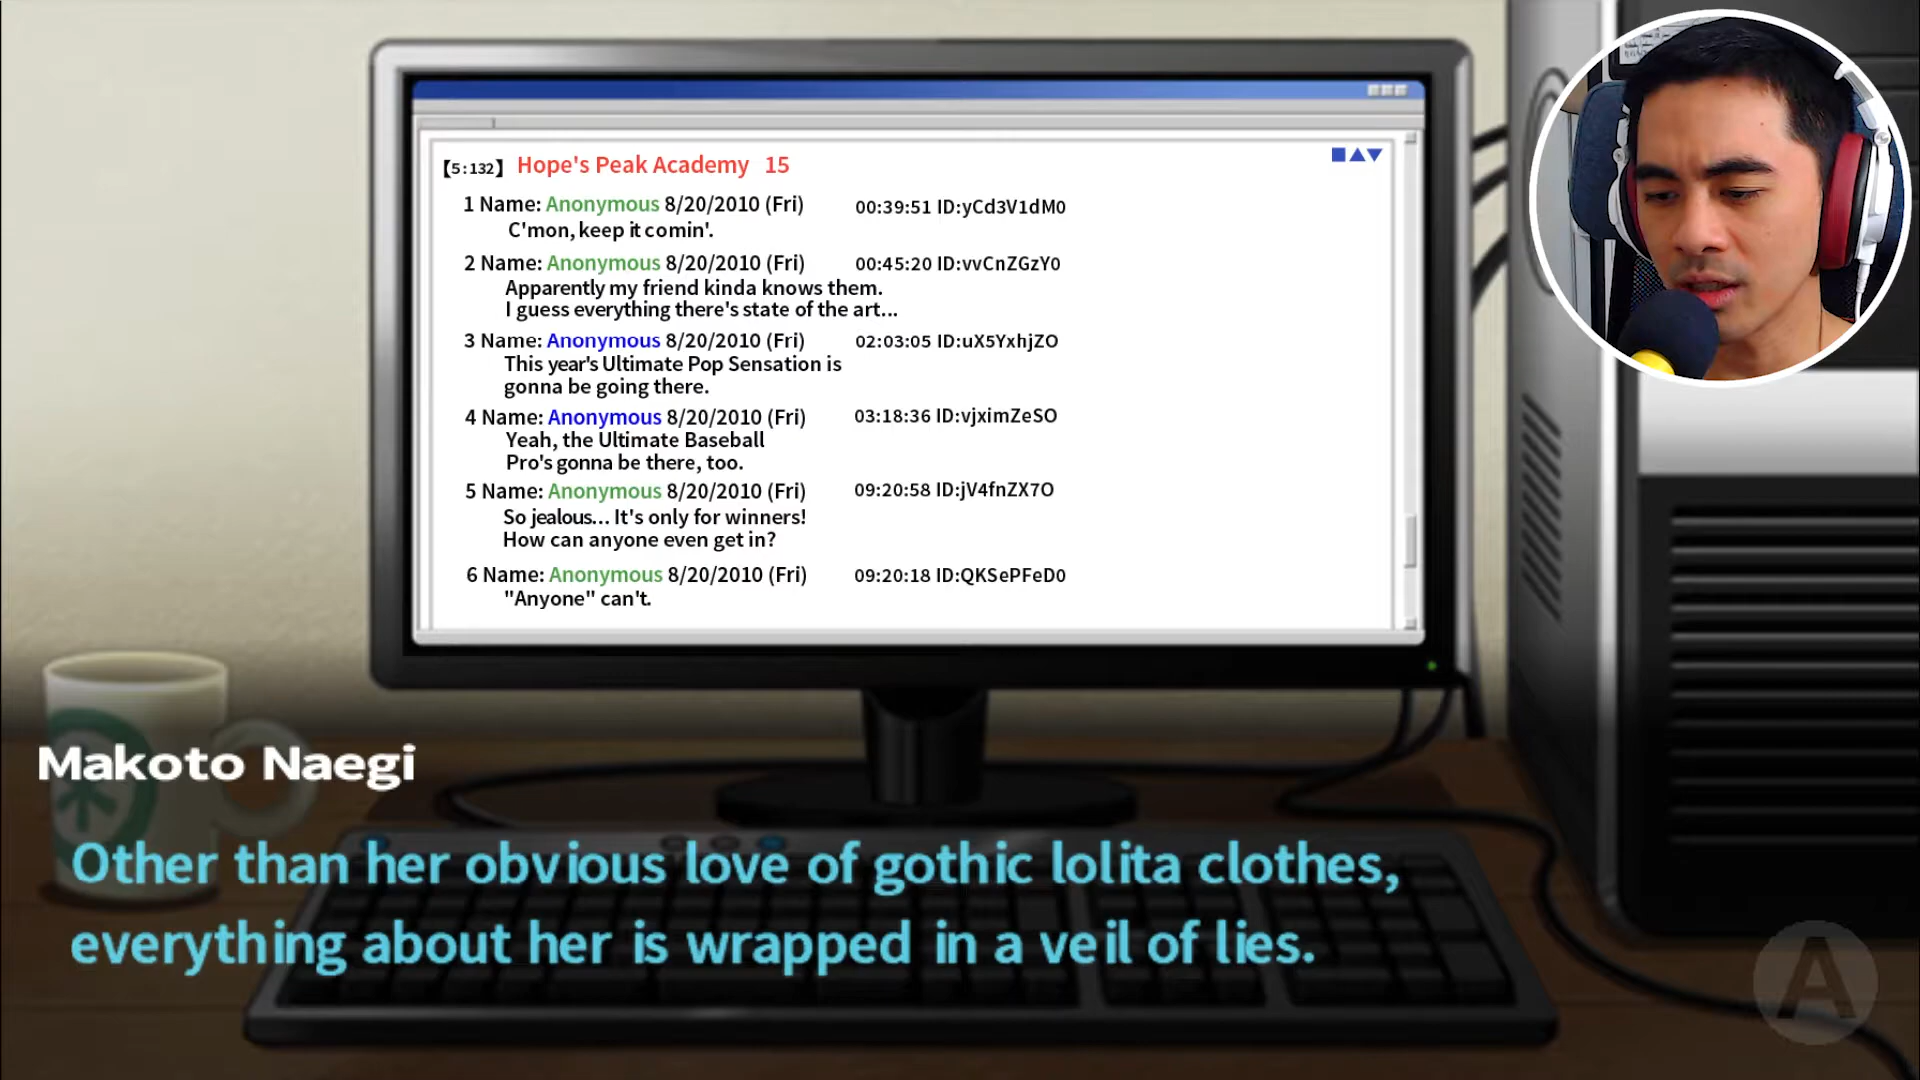 【5:132】 Hope's Peak Academy 15
1 Name: Anonymous 8/20/2010 (Fri) 00:39:51 ID:yCd3V1dM0
C'mon, keep it comin'.
2 Name: Anonymous 8/20/2010 (Fri) 00:45:20 ID:vvCnZGzY0
Apparently my friend kinda knows them.
I guess everything there's state of the art...
3 Name: Anonymous 8/20/2010 (Fri) 02:03:05 ID:uX5YxhjZO
This year's Ultimate Pop Sensation is
gonna be going there.
4 Name: Anonymous 8/20/2010 (Fri) 03:18:36 ID:vjximZeSO
Yeah, the Ultimate Baseball
Pro's gonna be there, too.
5 Name: Anonymous 8/20/2010 (Fri) 09:20:58 ID:jV4fnZX7O
So jealous... It's only for winners!
How can anyone even get in?
6 Name: Anonymous 8/20/2010 (Fri) 09:20:18 ID:QKSePFeD0
"Anyone" can't.
Makoto Naegi
Other than her obvious love of gothic lolita clothes,
everything about her is wrapped in a veil of lies.
A